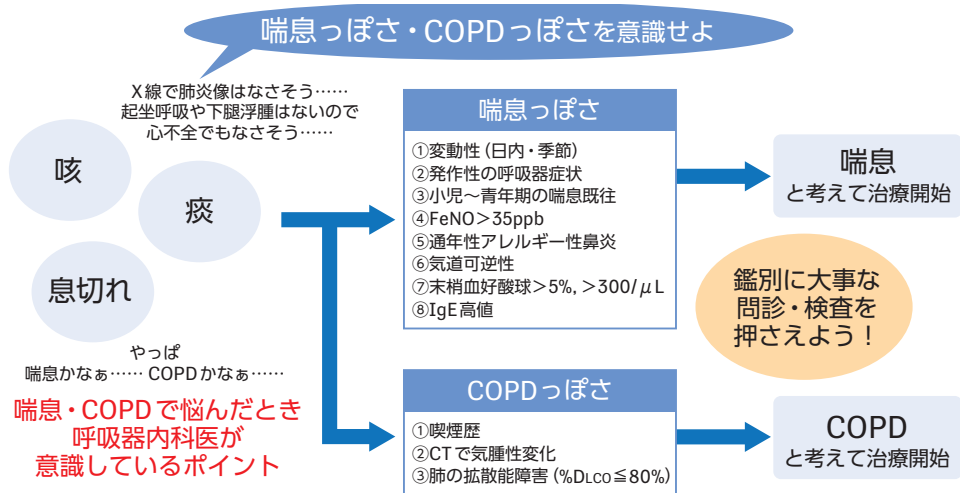 喘息っぽさ・COPDっぽさを意識せよ
X線で肺炎像はなさそう……
起坐呼吸や下腿浮腫はないので
心不全でもなさそう……
咳
痰
息切れ
やっぱ
喘息かなぁ…… COPDかなぁ……
喘息・COPDで悩んだとき
呼吸器内科医が
意識しているポイント
喘息っぽさ
①変動性(日内・季節)
②発作性の呼吸器症状
③小児～青年期の喘息既往
④FeNO＞35ppb
⑤通年性アレルギー性鼻炎
⑥気道可逆性
⑦末梢血好酸球＞5%, ＞300/μL
⑧IgE高値
COPDっぽさ
①喫煙歴
②CTで気腫性変化
③肺の拡散能障害(%DLCO≦80%)
喘息
と考えて治療開始
鑑別に大事な
問診・検査を
押さえよう！
COPD
と考えて治療開始